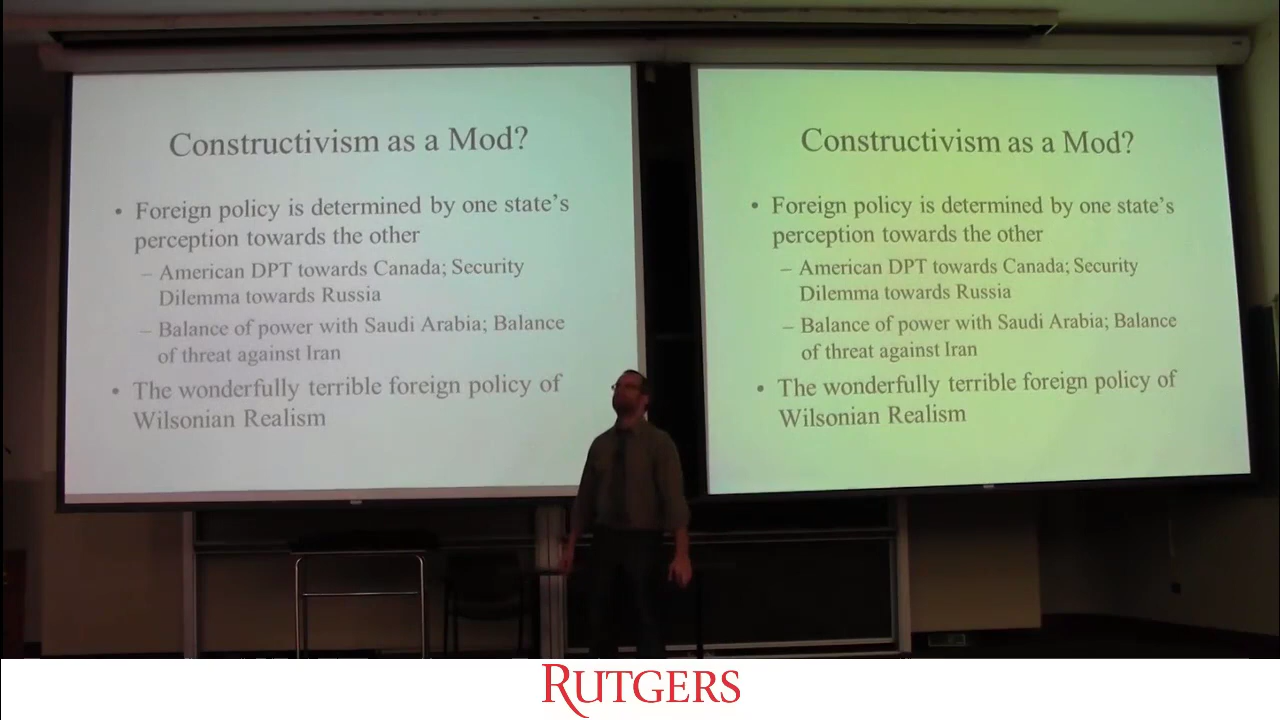 Constructivism as a Mod?
• Foreign policy is determined by one state's
perception towards the other
– American DPT towards Canada; Security
Dilemma towards Russia
– Balance of power with Saudi Arabia; Balance
of threat against Iran
• The wonderfully terrible foreign policy of
Wilsonian Realism
Constructivism as a Mod?
• Foreign policy is determined by one state's
perception towards the other
– American DPT towards Canada; Security
Dilemma towards Russia
– Balance of power with Saudi Arabia; Balance
of threat against Iran
• The wonderfully terrible foreign policy of
Wilsonian Realism
RUTGERS